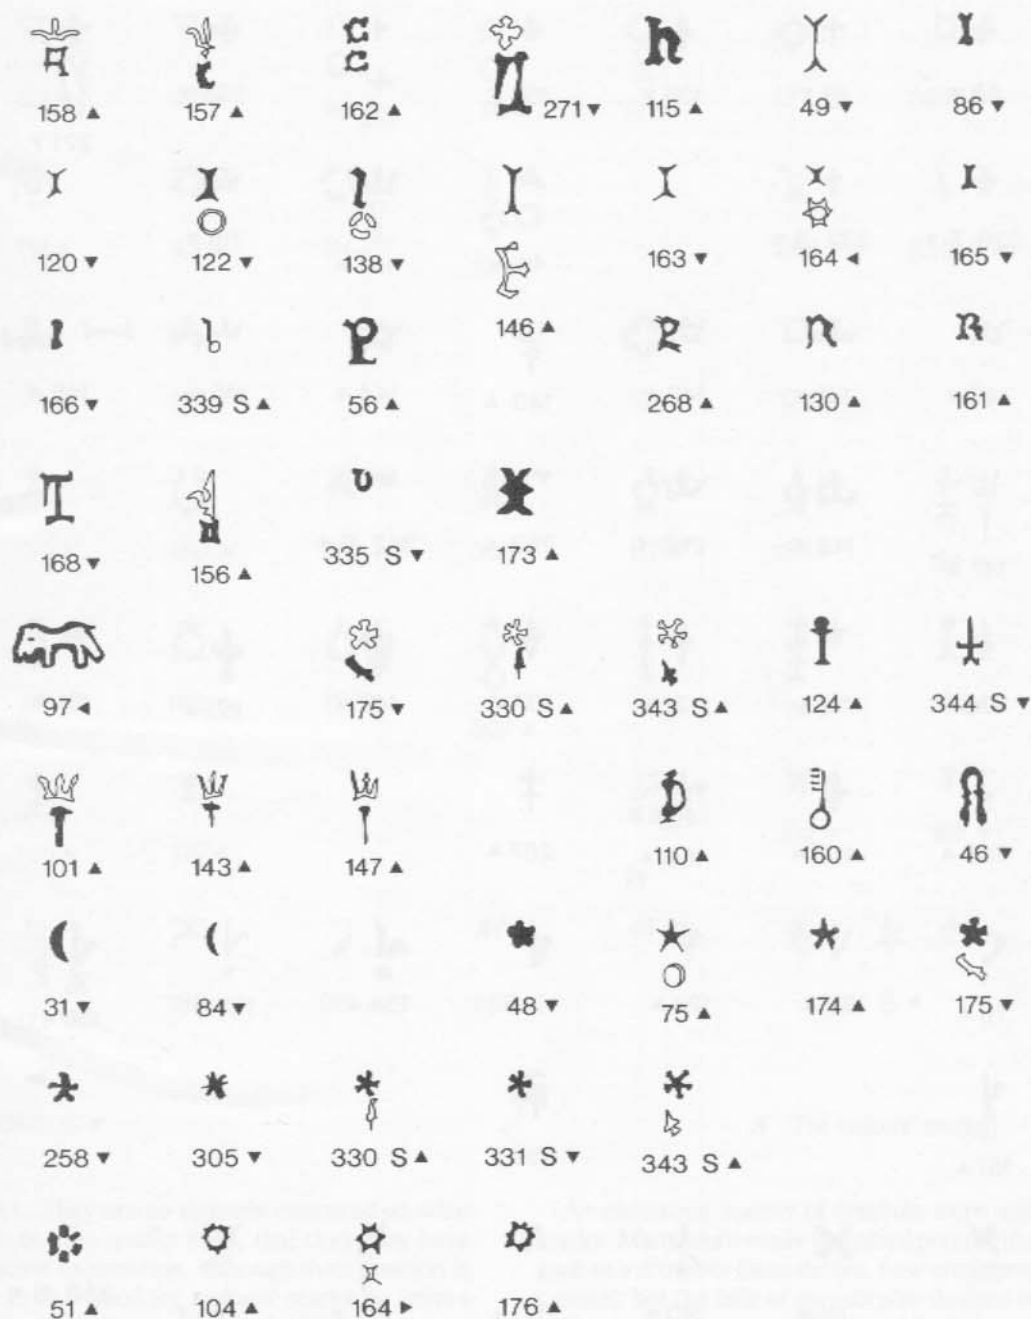 158 ▲ 157 ▲ 162 ▲ 271 ▼ 115 ▲ 49 ▼ 86 ▼
120 ▼ 122 ▼ 138 ▼ 146 ▲ 163 ▼ 164 ◄ 165 ▼
166 ▼ 339 S ▲ 56 ▲ 268 ▲ 130 ▲ 161 ▲
168 ▼ 156 ▲ 335 S ▼ 173 ▲
97 ◄ 175 ▼ 330 S ▲ 343 S ▲ 124 ▲ 344 S ▼
101 ▲ 143 ▲ 147 ▲ 110 ▲ 160 ▲ 46 ▼
31 ▼ 84 ▼ 48 ▼ 75 ▲ 174 ▲ 175 ▼
258 ▼ 305 ▼ 330 S ▲ 331 S ▼ 343 S ▲
51 ▲ 104 ▲ 164 ► 176 ▲